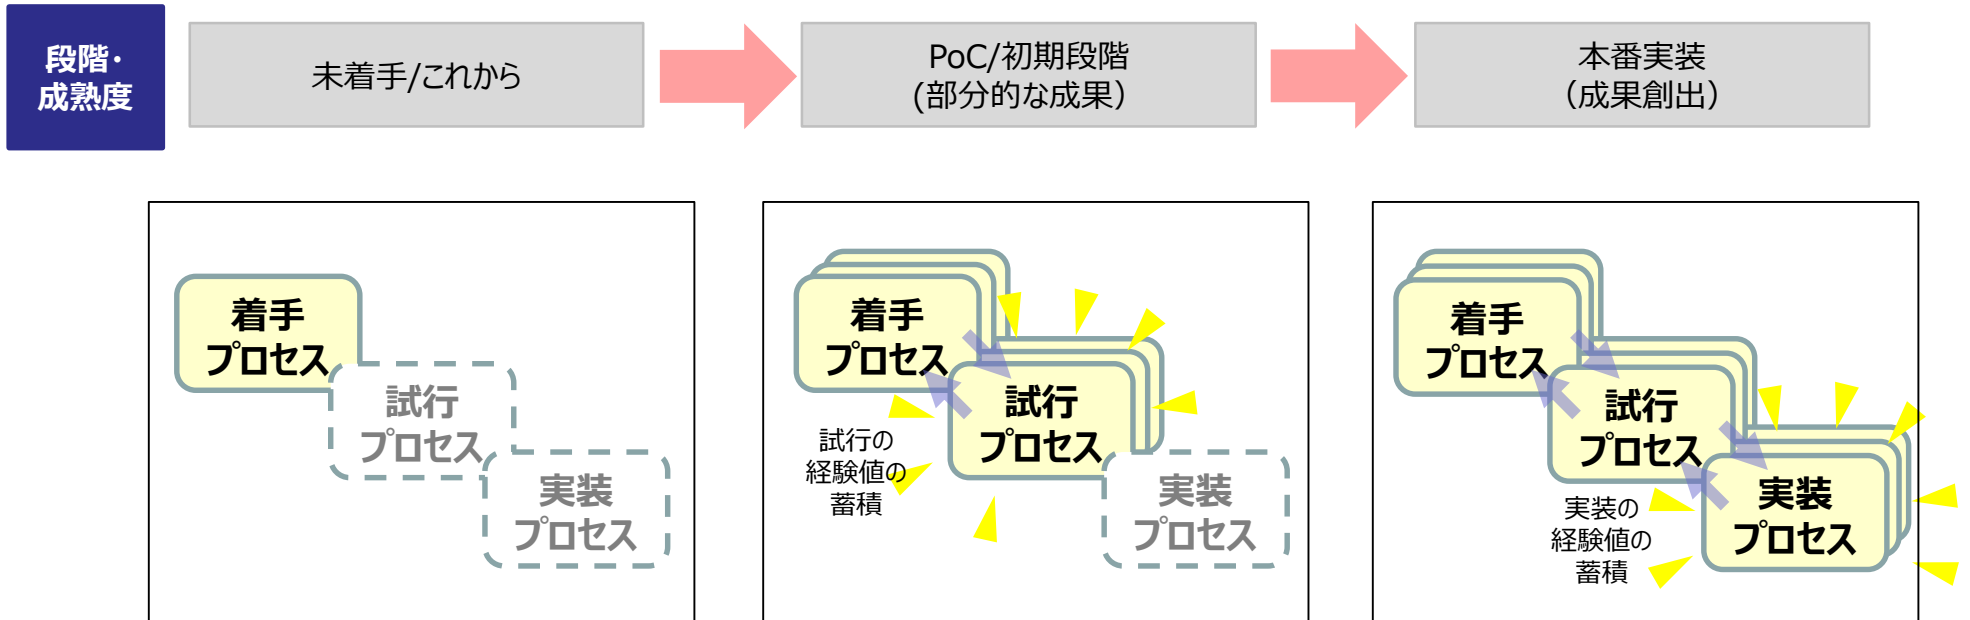 段階・
成熟度
未着手/これから
PoC/初期段階
(部分的な成果）
本番実装
（成果創出）
着手
プロセス
試行
プロセス
実装
プロセス
着手
プロセス
試行
プロセス
試行の
経験値の
蓄積
実装
プロセス
着手
プロセス
試行
プロセス
実装の
経験値の
蓄積
実装
プロセス